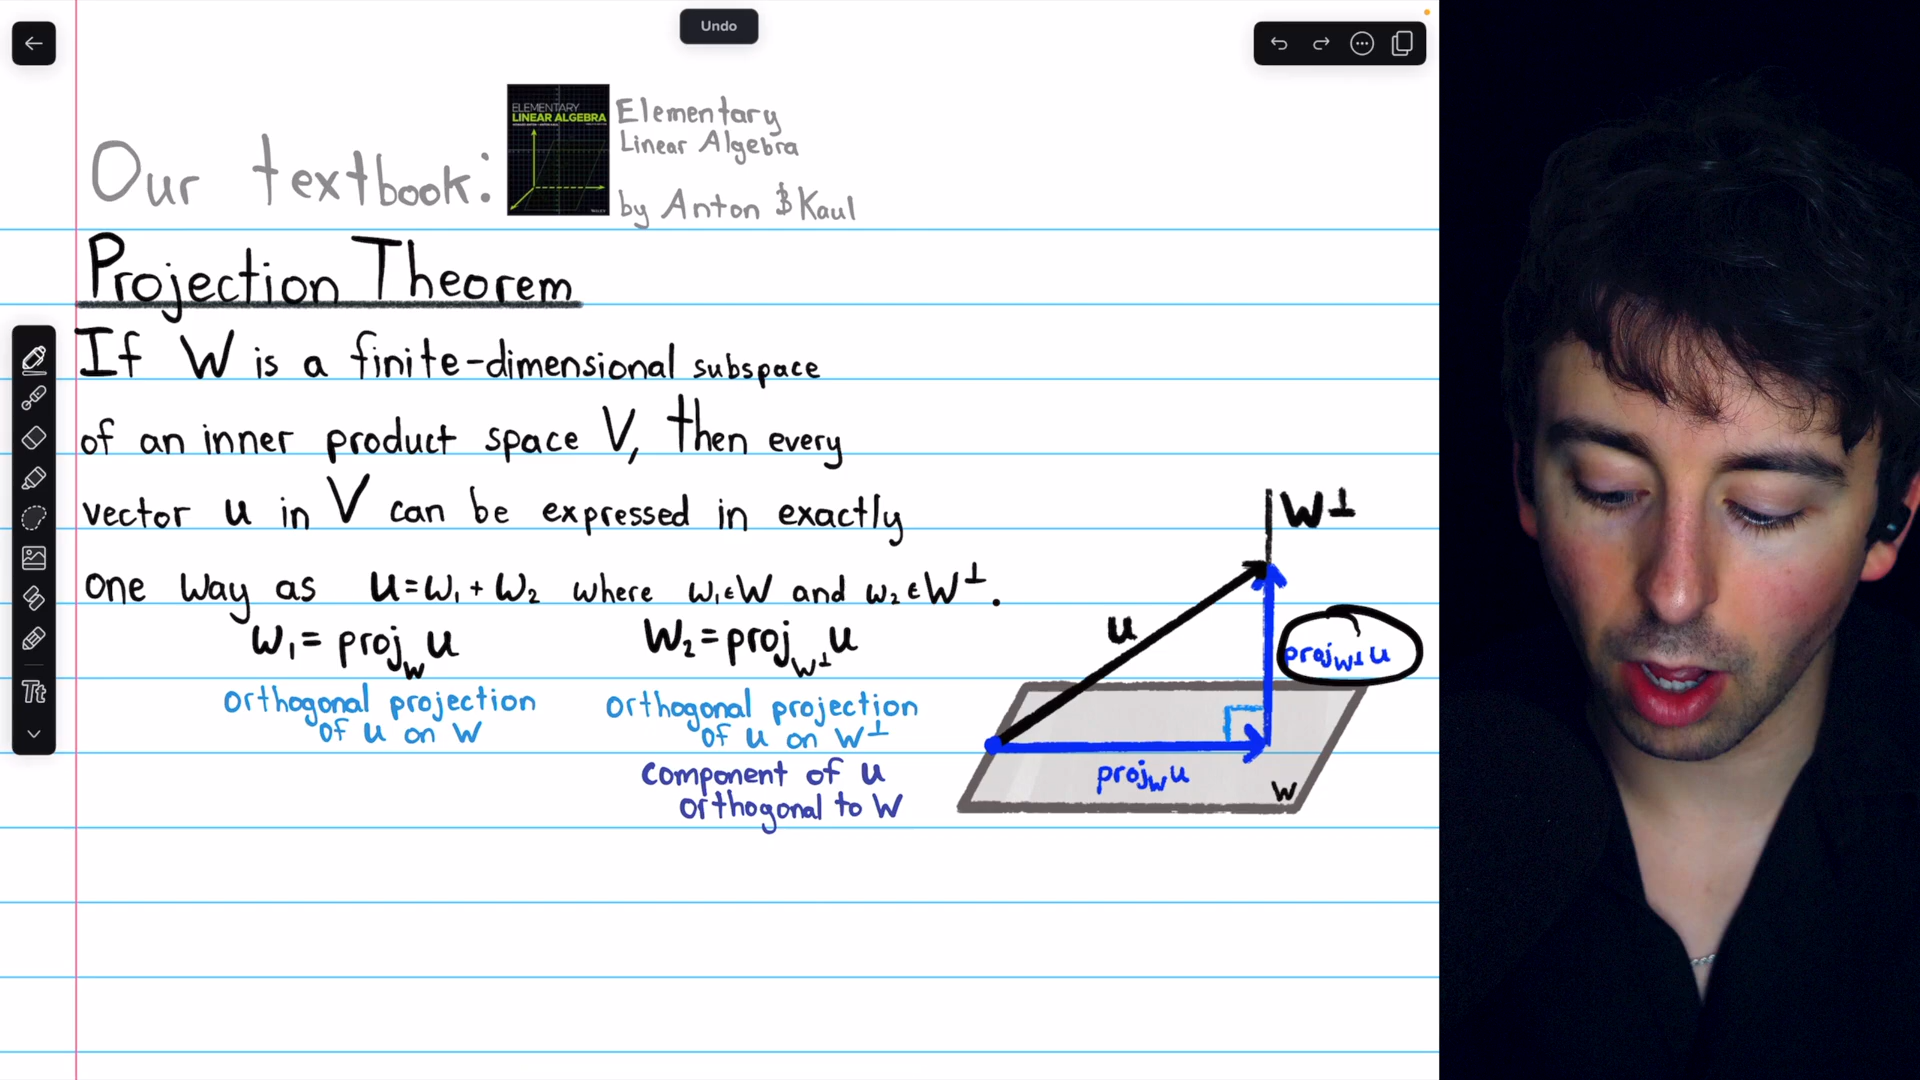 Undo
Our textbook:
ELEMENTARY
LINEAR ALGEBRA
Elementary
Linear Algebra
by Anton & Kaul
Projection Theorem
If W is a finite-dimensional subspace
of an inner product space V, then every
vector u in V can be expressed in exactly
one way as u=w₁+w₂ where w₁∈W and w₂∈W⊥.
w₁=proj_W u
w₂=proj_W⊥ u
Orthogonal projection
of u on W
Orthogonal projection
of u on W⊥
component of u
orthogonal to W
W⊥
u
proj_W⊥ u
proj_W u
W
Tt